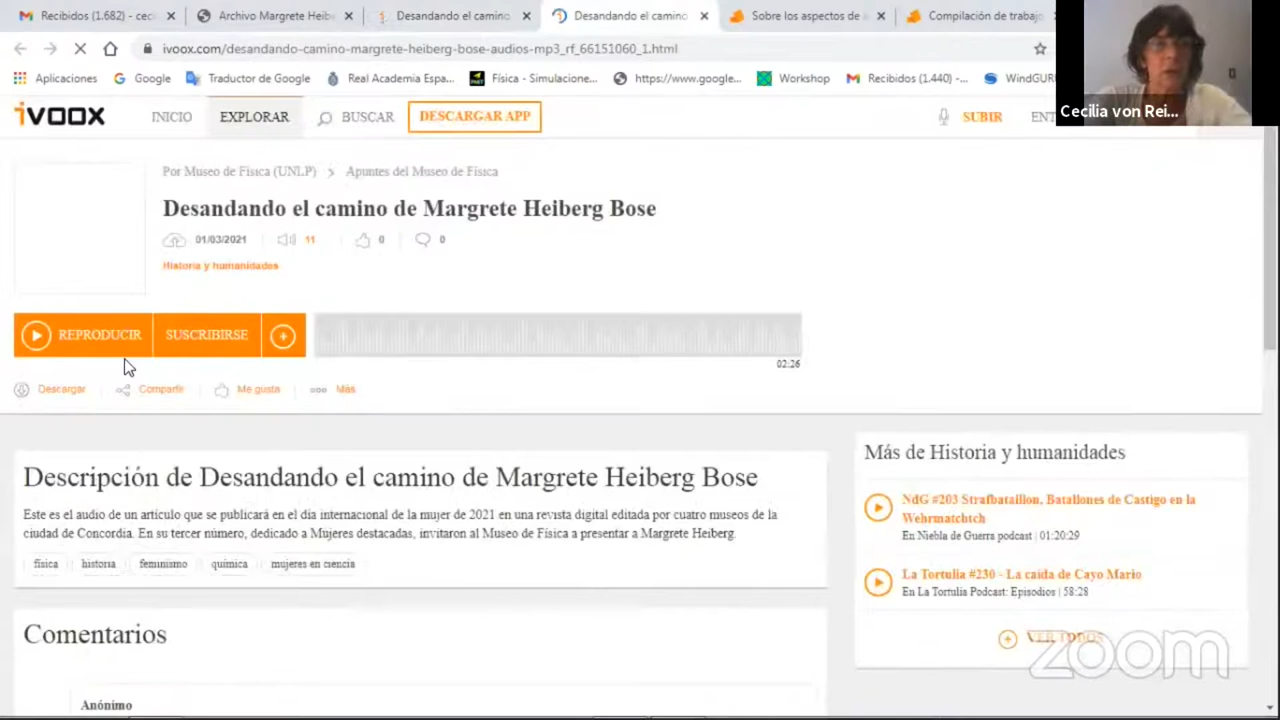 Recibidos (1.682) - ceci
Archivo Margrete Heib
Desandando el camino
Desandando el camino
Sobre los aspectos de
Compilación de trabajo
ivoox.com/desandando-camino-margrete-heiberg-bose-audios-mp3_rf_66151060_1.html
Aplicaciones
Google
Traductor de Google
Real Academia Espa...
Física - Simulacione...
https://www.google...
Workshop
Recibidos (1.440) -...
WindGURU
Cecilia von Rei...
iVOOX
INICIO
EXPLORAR
BUSCAR
DESCARGAR APP
SUBIR
ENT
Por Museo de Física (UNLP) > Apuntes del Museo de Física
Desandando el camino de Margrete Heiberg Bose
01/03/2021
11
0
0
Historia y humanidades
REPRODUCIR
SUSCRIBIRSE
02:26
Descargar
Compartir
Me gusta
Más
Descripción de Desandando el camino de Margrete Heiberg Bose
Este es el audio de un artículo que se publicará en el día internacional de la mujer de 2021 en una revista digital editada por cuatro museos de la
ciudad de Concordia. En su tercer número, dedicado a Mujeres destacadas, invitaron al Museo de Física a presentar a Margrete Heiberg.
física
historia
feminismo
química
mujeres en ciencia
Comentarios
Anónimo
Más de Historia y humanidades
NdG #203 Strafbataillon, Batallones de Castigo en la
Wehrmatchtch
En Niebla de Guerra podcast | 01:20:29
La Tortulia #230 - La caída de Cayo Mario
En La Tortulia Podcast: Episodios | 58:28
VER TODOS
zoom